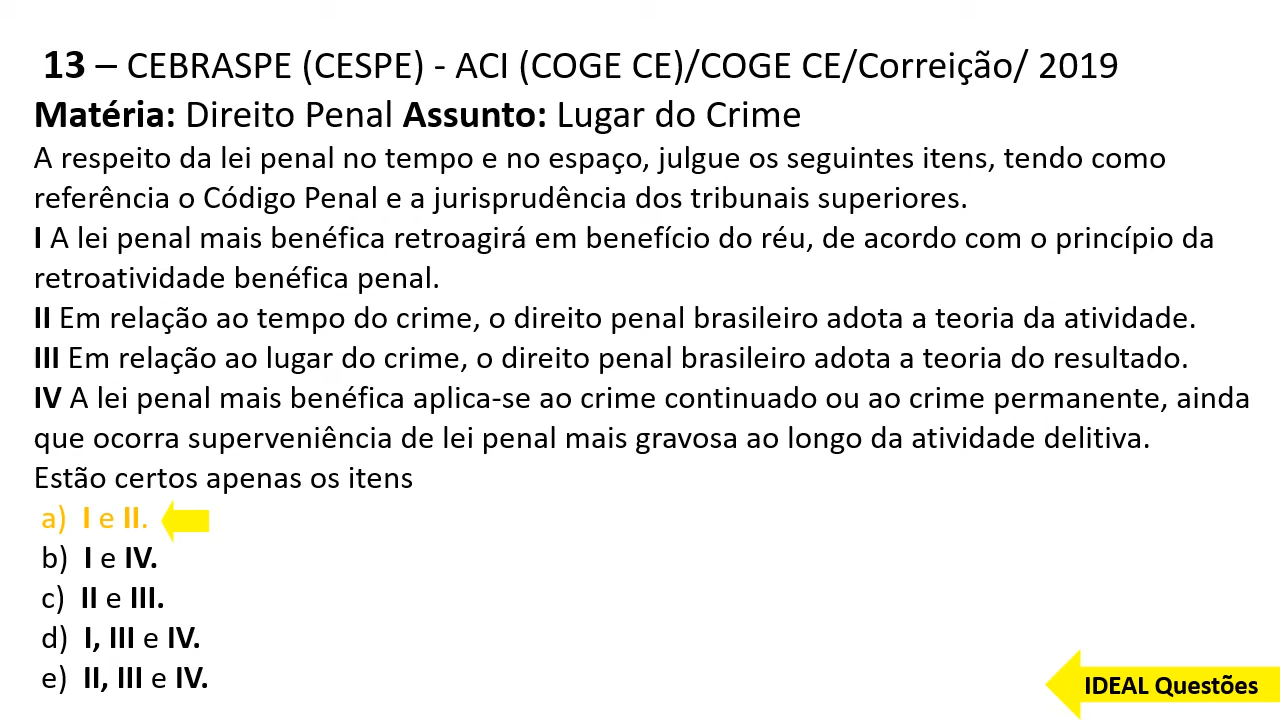 13 – CEBRASPE (CESPE) - ACI (COGE CE)/COGE CE/Correição/ 2019
Matéria: Direito Penal Assunto: Lugar do Crime
A respeito da lei penal no tempo e no espaço, julgue os seguintes itens, tendo como
referência o Código Penal e a jurisprudência dos tribunais superiores.
I A lei penal mais benéfica retroagirá em benefício do réu, de acordo com o princípio da
retroatividade benéfica penal.
II Em relação ao tempo do crime, o direito penal brasileiro adota a teoria da atividade.
III Em relação ao lugar do crime, o direito penal brasileiro adota a teoria do resultado.
IV A lei penal mais benéfica aplica-se ao crime continuado ou ao crime permanente, ainda
que ocorra superveniência de lei penal mais gravosa ao longo da atividade delitiva.
Estão certos apenas os itens
a) I e II.
b) I e IV.
c) II e III.
d) I, III e IV.
e) II, III e IV.
IDEAL Questões